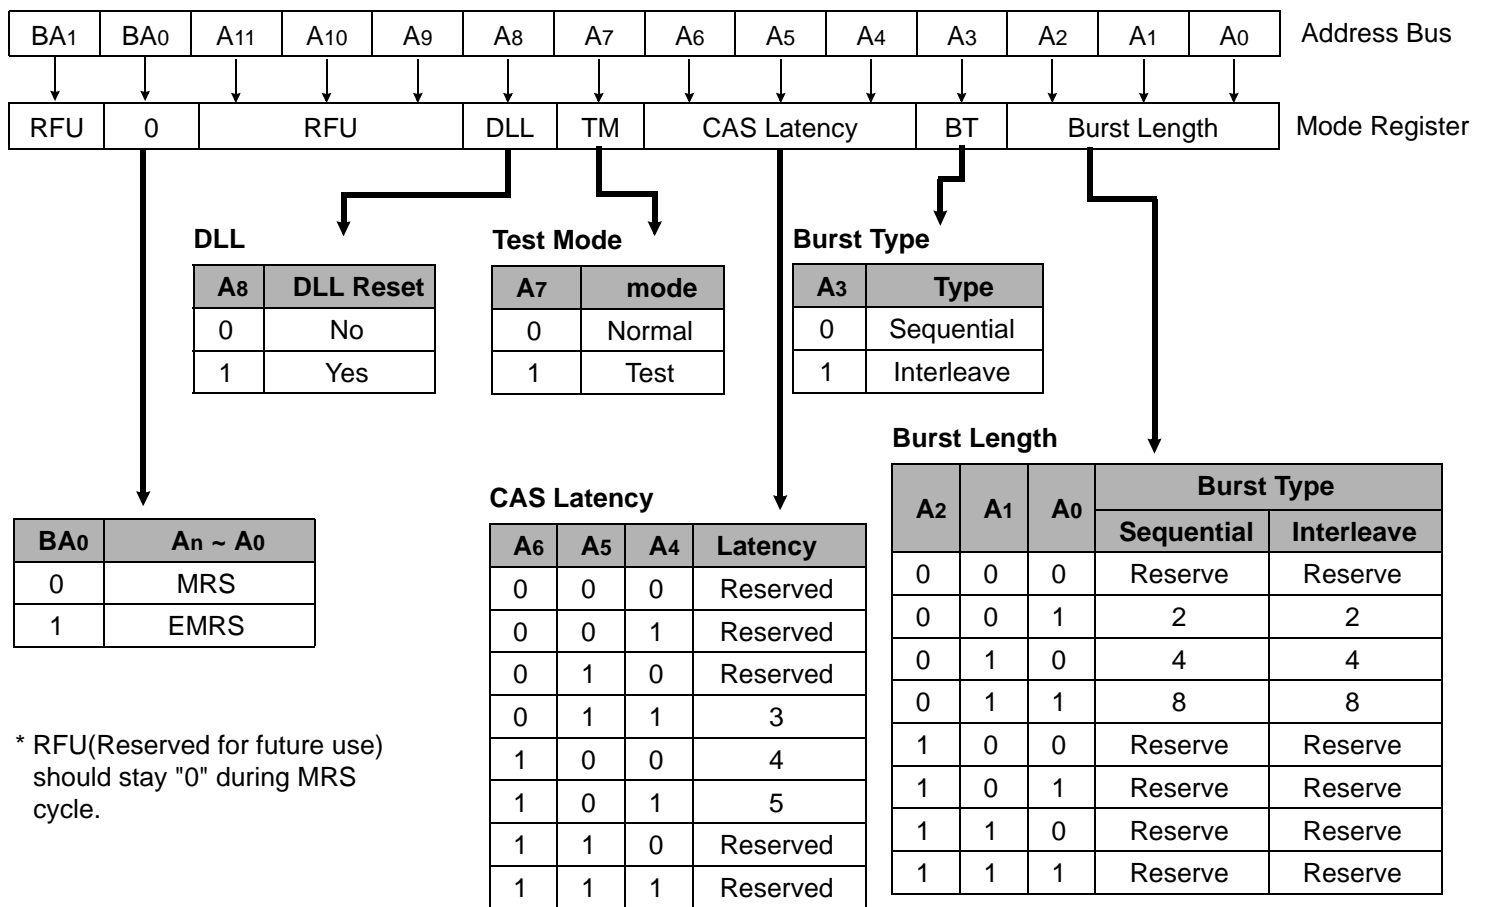 BA1 BA0 A11 A10 A9 A8 A7 A6 A5 A4 A3 A2 A1 A0 Address Bus
RFU 0 RFU DLL TM CAS Latency BT Burst Length Mode Register
DLL
A8 DLL Reset
0 No
1 Yes
Test Mode
A7 mode
0 Normal
1 Test
Burst Type
A3 Type
0 Sequential
1 Interleave
BA0 An ~ A0
0 MRS
1 EMRS
* RFU(Reserved for future use)
should stay "0" during MRS
cycle.
CAS Latency
A6 A5 A4 Latency
0 0 0 Reserved
0 0 1 Reserved
0 1 0 Reserved
0 1 1 3
1 0 0 4
1 0 1 5
1 1 0 Reserved
1 1 1 Reserved
Burst Length
A2 A1 A0 Burst Type
Sequential Interleave
0 0 0 Reserve Reserve
0 0 1 2 2
0 1 0 4 4
0 1 1 8 8
1 0 0 Reserve Reserve
1 0 1 Reserve Reserve
1 1 0 Reserve Reserve
1 1 1 Reserve Reserve